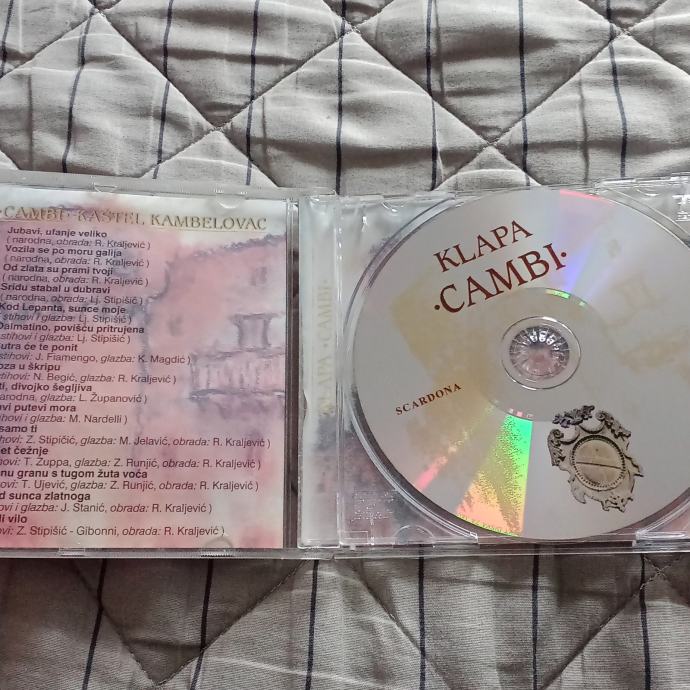 ·CAMBI· KAŠTEL KAMBELOVAC
Jubavi, ufanje veliko
( narodna, obrada: R. Kraljević )
Vozila se po moru galija
( narodna, obrada: R. Kraljević )
Od zlata su prami tvoji
( narodna, obrada: R. Kraljević )
Sridu stabal u dubravi
( narodna, obrada: Lj. Stipišić )
Kod Lepanta, sunce moje
( stihovi i glazba: Lj. Stipišić )
Dalmatino, povišću pritrujena
stihovi i glazba: Lj. Stipišić )
utra će te ponit
stihovi: J. Fiamengo, glazba: K. Magdić )
oza u škripu
stihovi: N. Begić, glazba: R. Kraljević )
ti, divojko šegljiva
narodna, glazba: L. Županović )
avi putevi mora
hovi i glazba: M. Nardelli )
samo ti
hovi: Z. Stipičić, glazba: M. Jelavić, obrada: R. Kraljević )
et čežnje
hovi: T. Zuppa, glazba: Z. Runjić, obrada: R. Kraljević )
nu granu s tugom žuta voća
hovi: T. Ujević, glazba: Z. Runjić, obrada: R. Kraljević )
d sunca zlatnoga
ovi i glazba: J. Stanić, obrada: R. Kraljević )
li vilo
ovi: Z. Stipišić - Gibonni, obrada: R. Kraljević )
KLAPA ·CAMBI·
KLAPA
·CAMBI·
SCARDONA